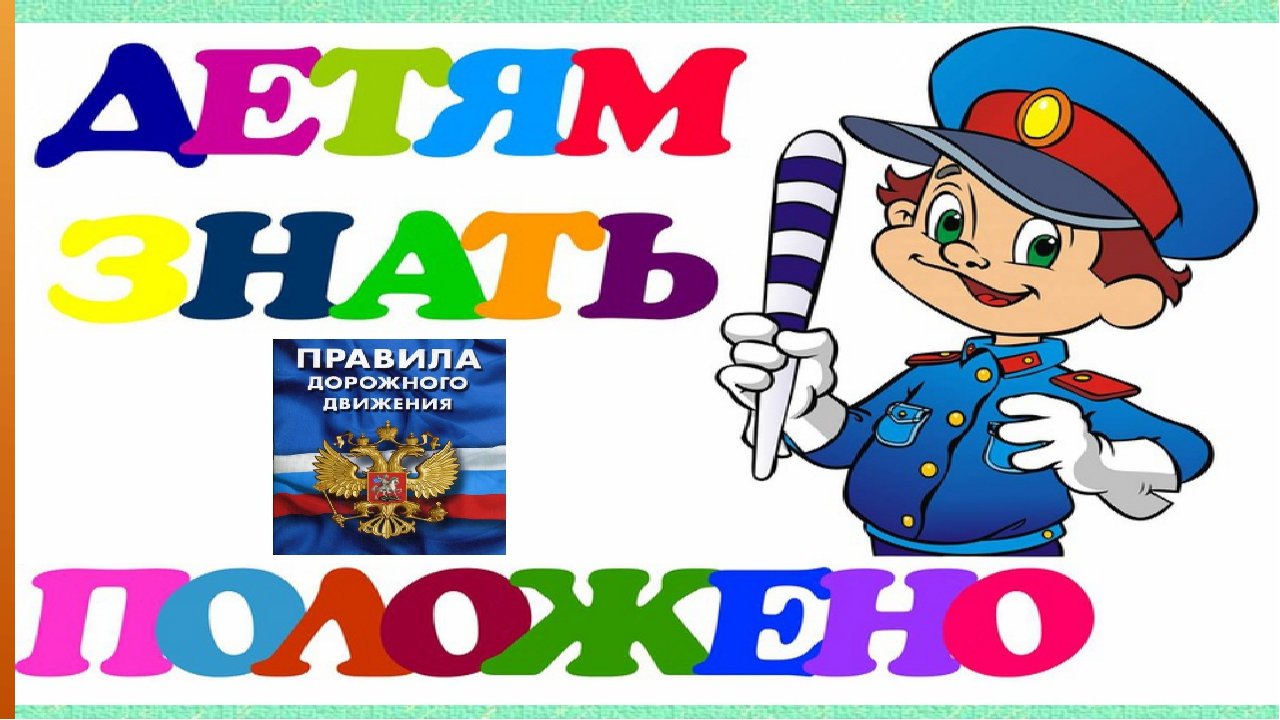 ДЕТЯМ
ЗНАТЬ
ПРАВИЛА
ДОРОЖНОГО
ДВИЖЕНИЯ
ПОЛОЖЕНО